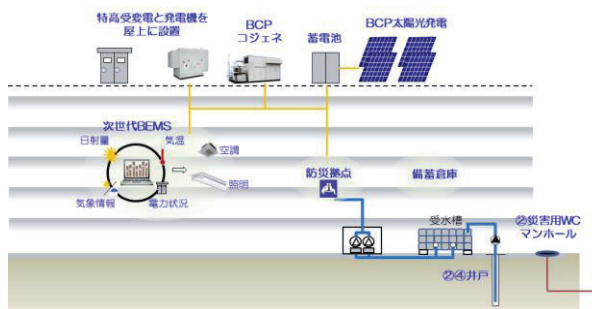 特高受変電と発電機を
屋上に設置
BCP
コジェネ
蓄電池
BCP太陽光発電
次世代BEMS
日射量
気温
空調
照明
気象情報
電力状況
防災拠点
備蓄倉庫
受水槽
②災害用WC
マンホール
②④井戸